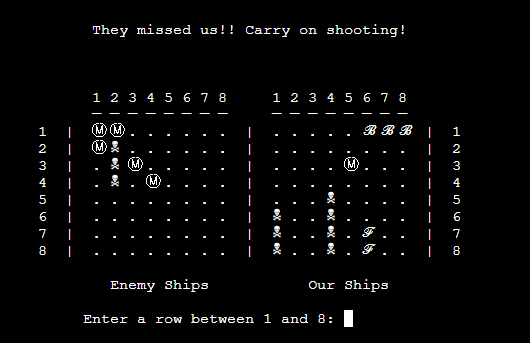 They missed us!! Carry on shooting!
1 2 3 4 5 6 7 8 1 2 3 4 5 6 7 8
_ _ _ _ _ _ _ _ _ _ _ _ _ _ _ _
1 | Ⓜ Ⓜ . . . . . . | . . . . . ℬ ℬ ℬ | 1
2 | Ⓜ ☠ . . . . . . | . . . . . . . . | 2
3 | . ☠ Ⓜ . . . . . | . . . . Ⓜ . . . | 3
4 | . ☠ . Ⓜ . . . . | . . . . . . . . | 4
5 | . . . . . . . . | . . . ☠ . . . . | 5
6 | . . . . . . . . | ☠ . . ☠ . . . . | 6
7 | . . . . . . . . | ☠ . . ☠ . ℱ . . | 7
8 | . . . . . . . . | ☠ . . ☠ . ℱ . . | 8
Enemy Ships Our Ships
Enter a row between 1 and 8: